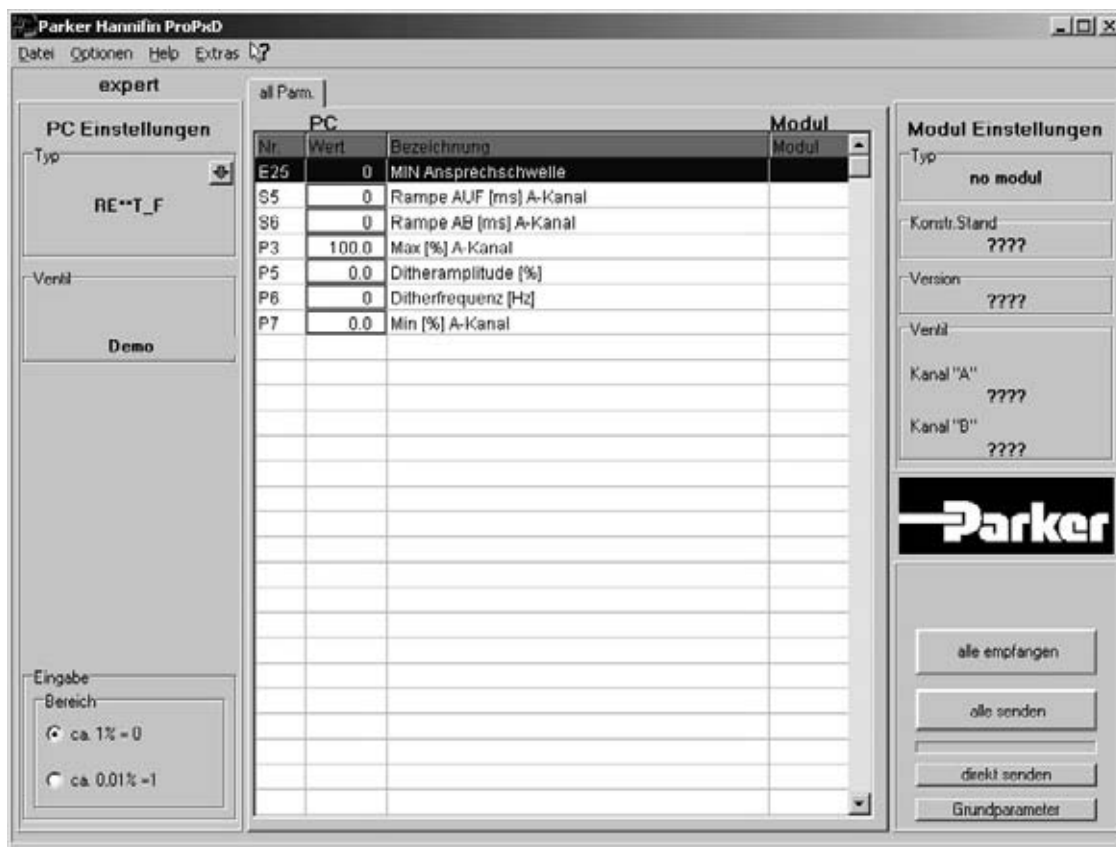 Parker Hannifin ProPxD
Datei Optionen Help Extras
expert
PC Einstellungen
Typ
RE**T_F
Ventil
Demo
Eingabe
Bereich
ca. 1% = 0
ca. 0,01% =1
all Parm.
PC Modul
Nr. Wert Bezeichnung Modul
E25 0 MIN Ansprechschwelle
S5 0 Rampe AUF [ms] A-Kanal
S6 0 Rampe AB [ms] A-Kanal
P3 100.0 Max [%] A-Kanal
P5 0.0 Ditheramplitude [%]
P6 0 Ditherfrequenz [Hz]
P7 0.0 Min [%] A-Kanal
Modul Einstellungen
Typ
no modul
Konstr.Stand
????
Version
????
Ventil
Kanal "A"
????
Kanal "B"
????
Parker
alle empfangen
alle senden
direkt senden
Grundparameter